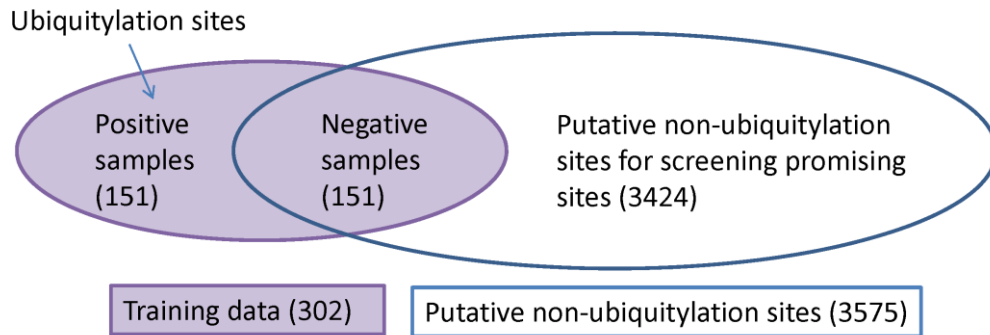 Ubiquitylation sites
Positive
samples
(151)
Negative
samples
(151)
Putative non-ubiquitylation
sites for screening promising
sites (3424)
Training data (302)
Putative non-ubiquitylation sites (3575)